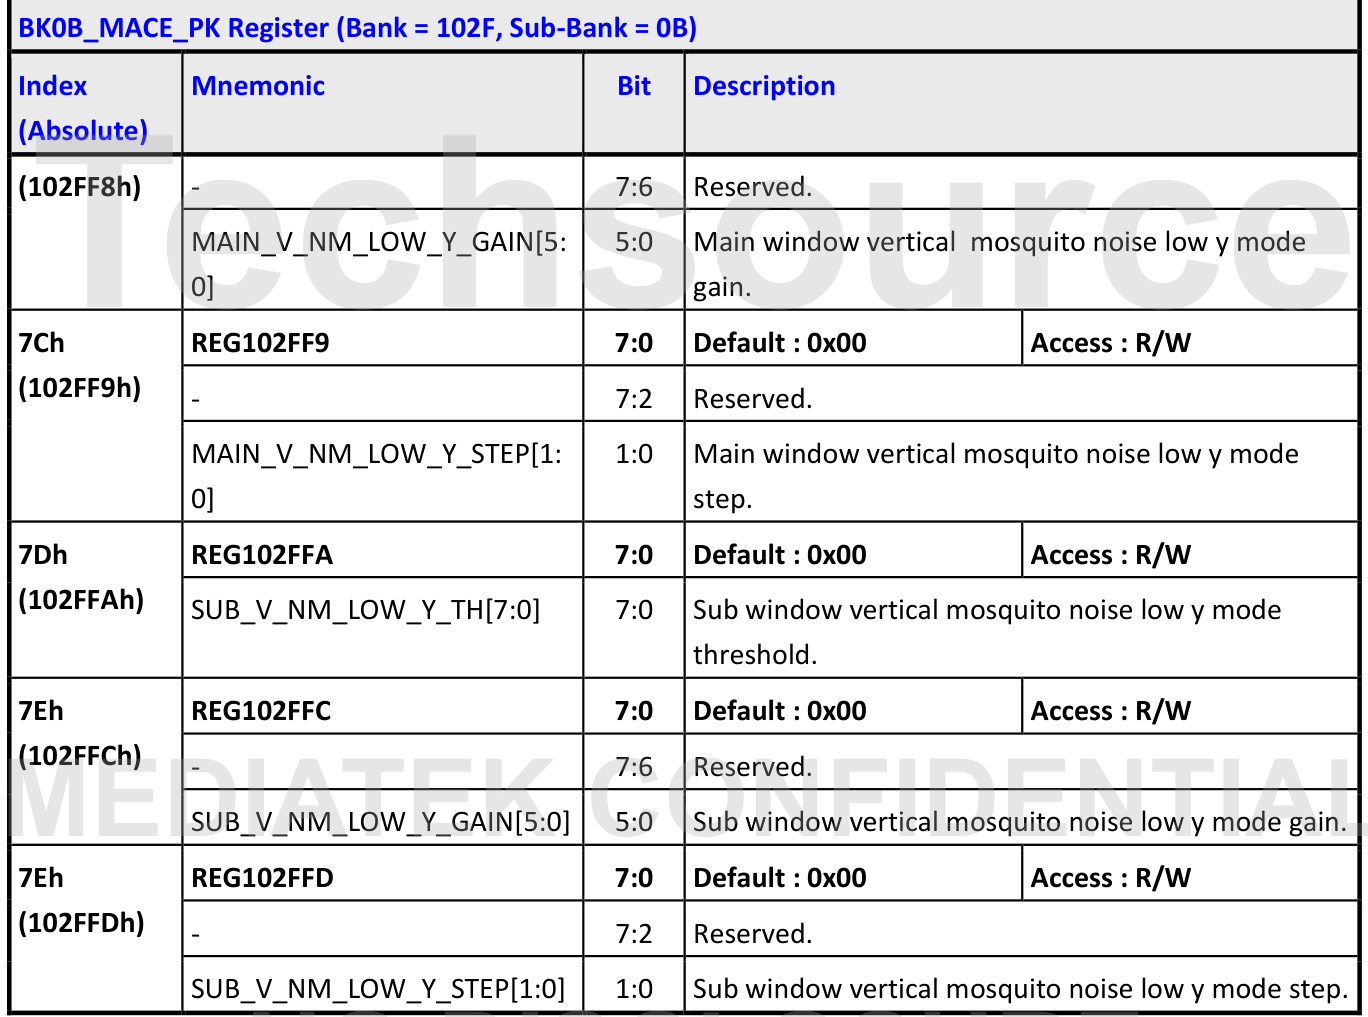 BK0B_MACE_PK Register (Bank = 102F, Sub-Bank = 0B)
Index Mnemonic Bit Description
(Absolute)
(102FF8h) - 7:6 Reserved.
MAIN_V_NM_LOW_Y_GAIN[5: 5:0 Main window vertical  mosquito noise low y mode
0] gain.
7Ch REG102FF9 7:0 Default : 0x00 Access : R/W
(102FF9h)
- 7:2 Reserved.
MAIN_V_NM_LOW_Y_STEP[1: 1:0 Main window vertical mosquito noise low y mode
0] step.
7Dh REG102FFA 7:0 Default : 0x00 Access : R/W
(102FFAh) SUB_V_NM_LOW_Y_TH[7:0] 7:0 Sub window vertical mosquito noise low y mode
threshold.
7Eh REG102FFC 7:0 Default : 0x00 Access : R/W
(102FFCh)
- 7:6 Reserved.
SUB_V_NM_LOW_Y_GAIN[5:0] 5:0 Sub window vertical mosquito noise low y mode gain.
7Eh REG102FFD 7:0 Default : 0x00 Access : R/W
(102FFDh)
- 7:2 Reserved.
SUB_V_NM_LOW_Y_STEP[1:0] 1:0 Sub window vertical mosquito noise low y mode step.
Techsource
MEDIATEK CONFIDENTIAL